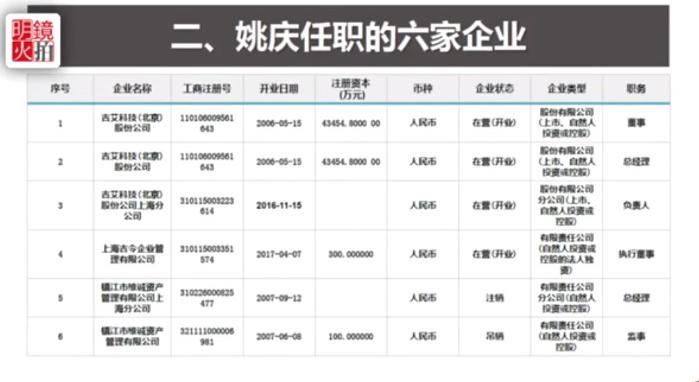 明鏡
火拍
二、姚庆任职的六家企业
序号 企业名称 工商注册号 开业日期 注册资本 币种 企业状态 企业类型 职务
(万元)
1 吉艾科技(北京) 110106009561 2006-05-15 43454.8000 00 人民币 在营(开业) 股份有限公司 董事
股份公司 643 (上市、自然人
投资或控股)
2 吉艾科技(北京) 110106009561 2006-05-15 43454.8000 00 人民币 在营(开业) 股份有限公司 总经理
股份公司 643 (上市、自然人
投资或控股)
3 吉艾科技(北京) 310115003223 2016-11-15 人民币 在营(开业) 股份有限公司 负责人
股份公司上海分 614 分公司(上市、
公司 自然人投资或
控股)
4 上海吉令企业管 310115003351 2017-04-07 300.000000 人民币 在营(开业) 有限责任公司 执行董事
理有限公司 574 (自然人投资或
控股的法人独
资)
5 镇江市维诚资产 310226000825 2007-09-12 人民币 注销 有限责任公司 总经理
管理有限公司上 477 分公司(自然人
海分公司 投资或控股)
6 镇江市维诚资产 321111000006 2007-06-08 100.000000 人民币 吊销 有限责任公司 监事
管理有限公司 981 (自然人投资或
控股)